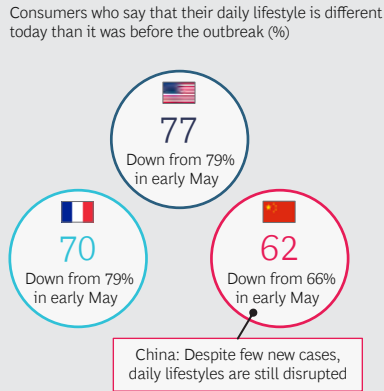 Consumers who say that their daily lifestyle is different
today than it was before the outbreak (%)
77
Down from 79%
in early May
70
Down from 79%
in early May
62
Down from 66%
in early May
China: Despite few new cases,
daily lifestyles are still disrupted